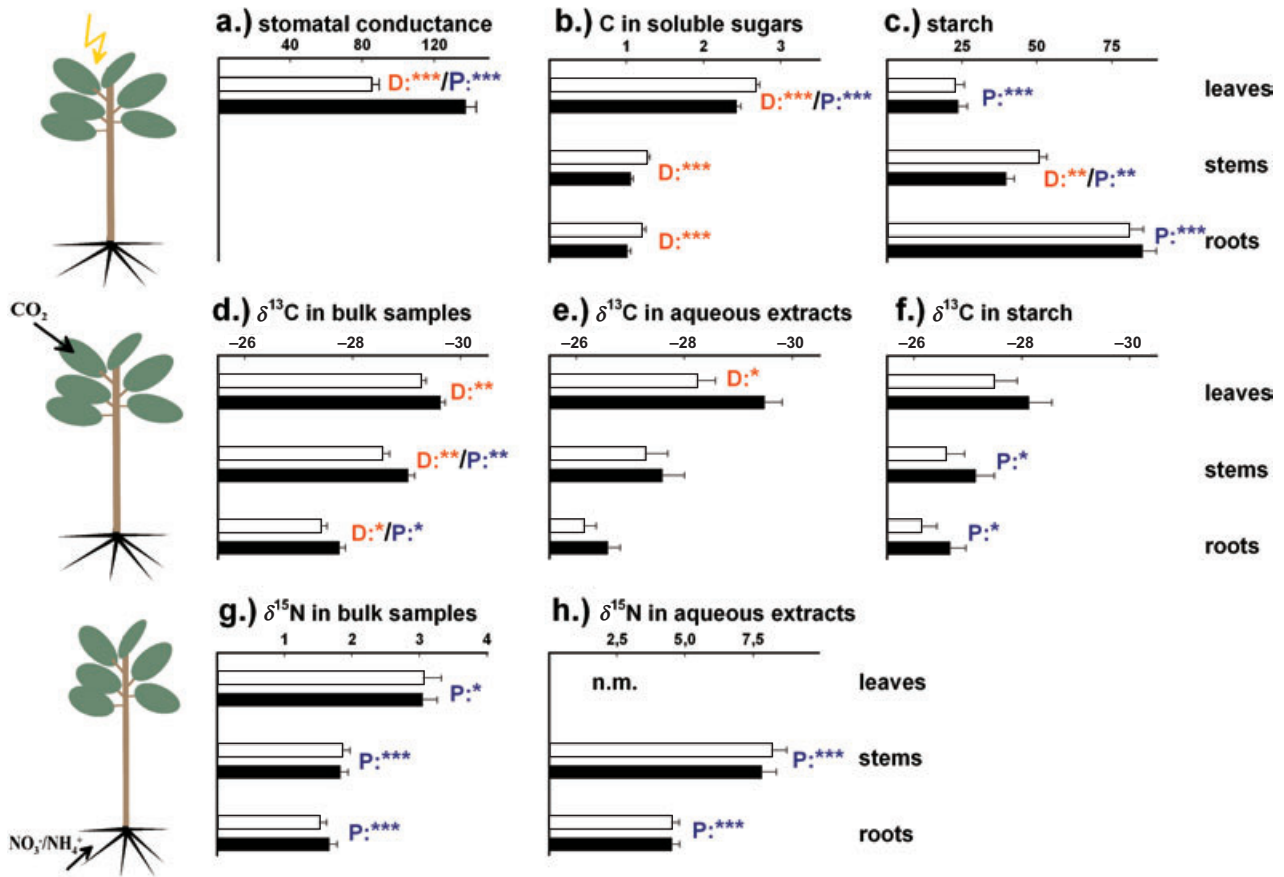 a.) stomatal conductance
b.) C in soluble sugars
c.) starch
40 80 120
1 2 3
25 50 75
D:***/P:***
D:***/P:***
P:***
leaves
D:***
D:**/P:**
stems
D:***
P:***
roots
CO2
d.) δ13C in bulk samples
e.) δ13C in aqueous extracts
f.) δ13C in starch
–26 –28 –30
–26 –28 –30
–26 –28 –30
D:**
D:*
leaves
D:**/P:**
P:*
stems
D:*/P:*
P:*
roots
g.) δ15N in bulk samples
h.) δ15N in aqueous extracts
1 2 3 4
2,5 5,0 7,5
P:*
n.m.
leaves
P:***
P:***
stems
P:***
P:***
roots
NO3-/NH4+